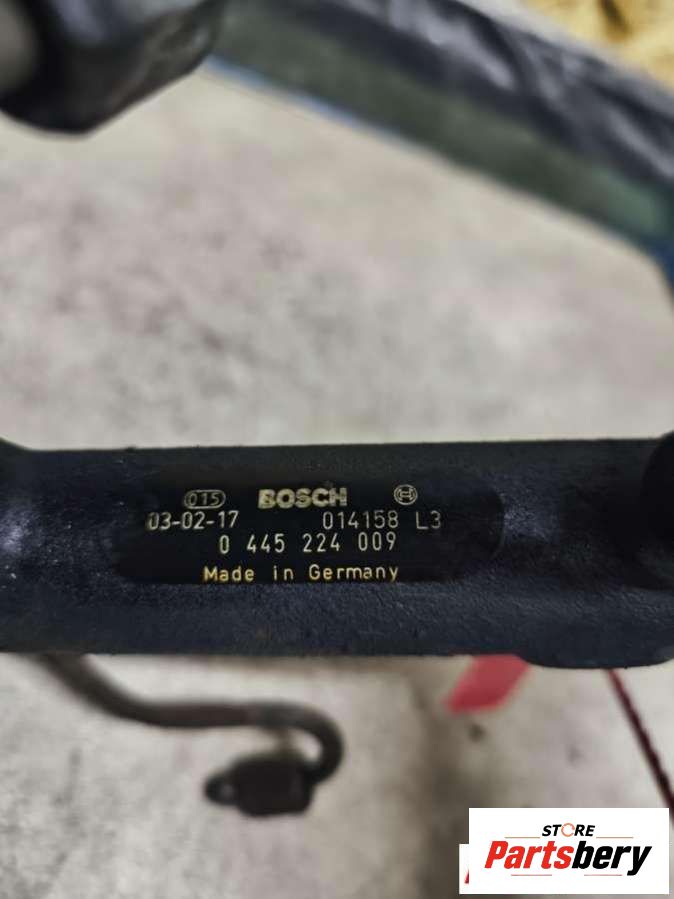 015 BOSCH
03-02-17 014158 L3
0 445 224 009
Made in Germany
STORE
Partsbery